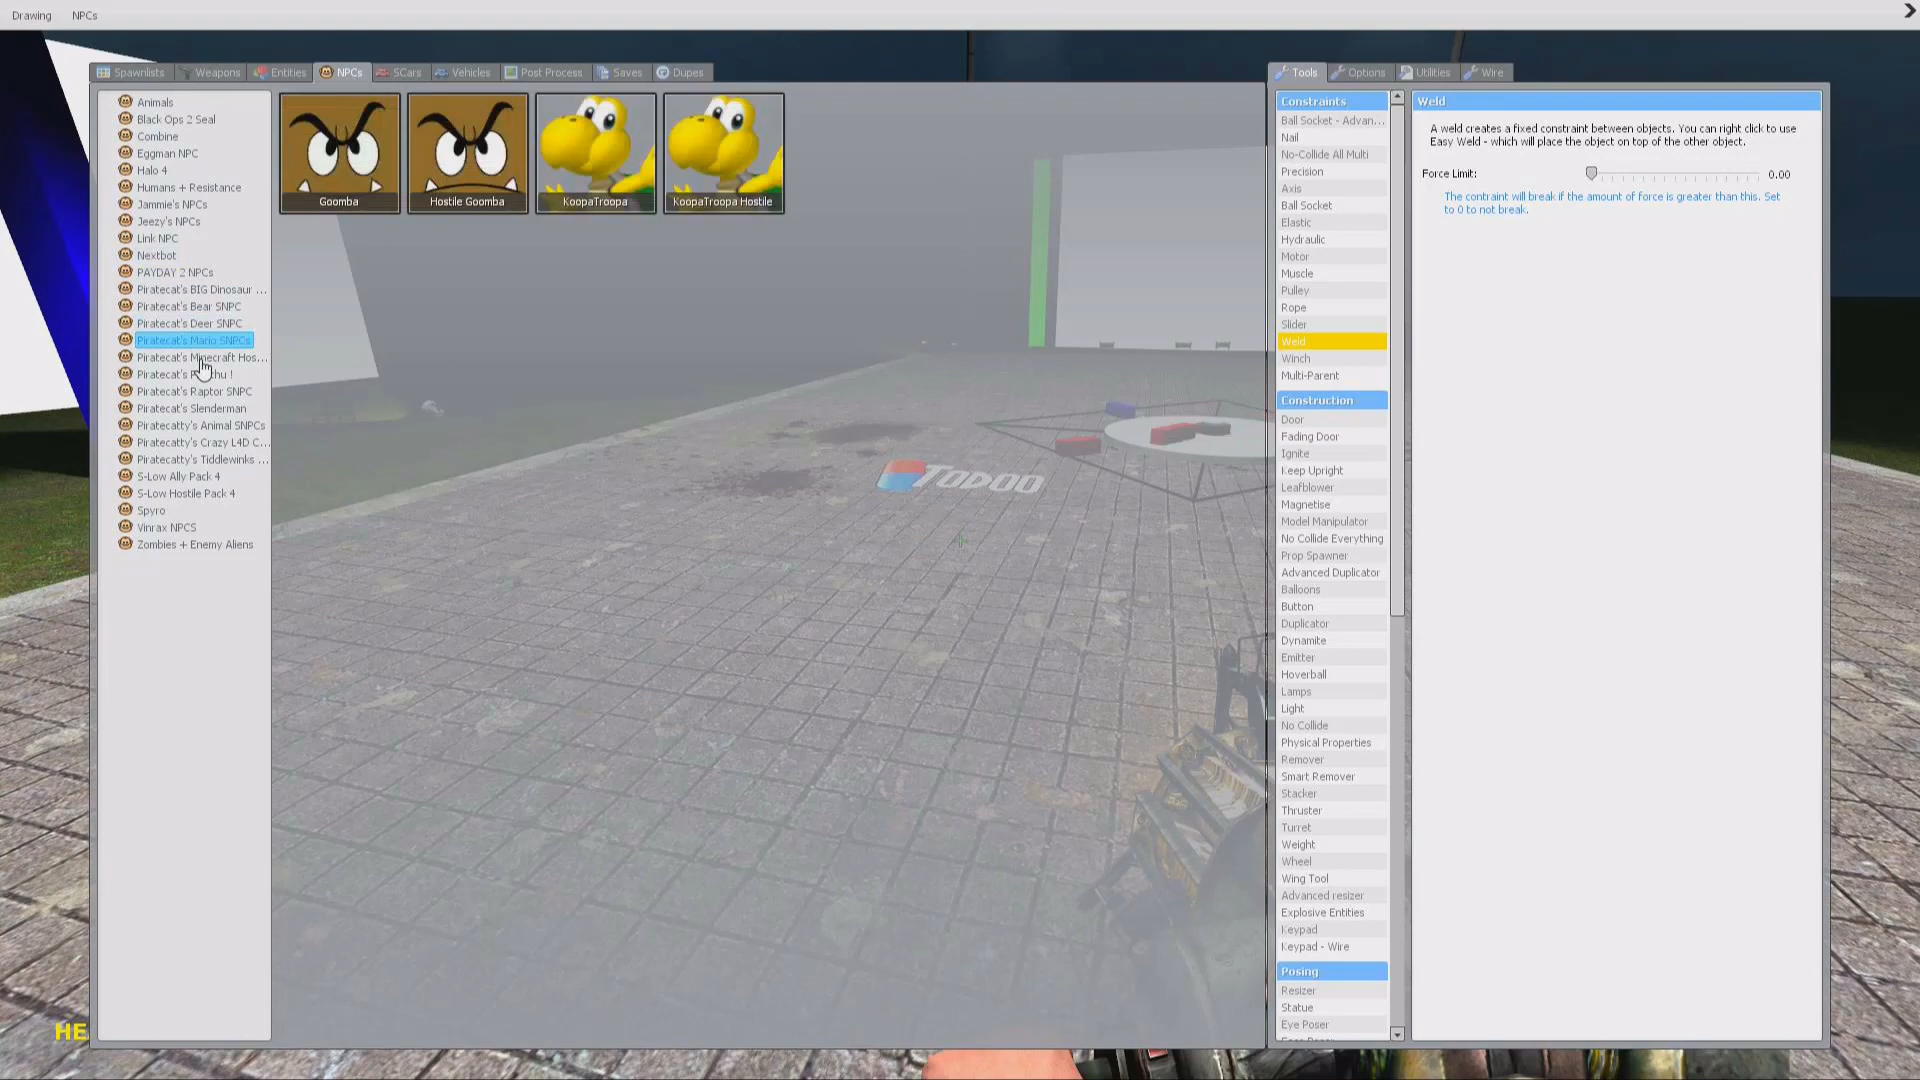 Drawing NPCs
Spawnlists Weapons Entities NPCs SCars Vehicles Post Process Saves Dupes
Animals
Black Ops 2 Seal
Combine
Eggman NPC
Halo 4
Humans + Resistance
Jammie's NPCs
Jeezy's NPCs
Link NPC
Nextbot
PAYDAY 2 NPCs
Piratecat's BIG Dinosaur ...
Piratecat's Bear SNPC
Piratecat's Deer SNPC
Piratecat's Mario SNPCs
Piratecat's Minecraft Hos...
Piratecat's
Piratecat's Raptor SNPC
Piratecat's Slenderman
Piratecatty's Animal SNPCs
Piratecatty's Crazy L4D C...
Piratecatty's Tiddlewinks ...
S-Low Ally Pack 4
S-Low Hostile Pack 4
Spyro
Vinrax NPCS
Zombies + Enemy Aliens
Goomba
Hostile Goomba
KoopaTroopa
KoopaTroopa Hostile
TODOO
HE
Tools Options Utilities Wire
Constraints
Ball Socket - Advan...
Nail
No-Collide All Multi
Precision
Axis
Ball Socket
Elastic
Hydraulic
Motor
Muscle
Pulley
Rope
Slider
Weld
Winch
Multi-Parent
Construction
Door
Fading Door
Ignite
Keep Upright
Leafblower
Magnetise
Model Manipulator
No Collide Everything
Prop Spawner
Advanced Duplicator
Balloons
Button
Duplicator
Dynamite
Emitter
Hoverball
Lamps
Light
No Collide
Physical Properties
Remover
Smart Remover
Stacker
Thruster
Turret
Weight
Wheel
Wing Tool
Advanced resizer
Explosive Entities
Keypad
Keypad - Wire
Posing
Resizer
Statue
Eye Poser
Weld
A weld creates a fixed constraint between objects. You can right click to use
Easy Weld - which will place the object on top of the other object.
Force Limit: 0.00
The contraint will break if the amount of force is greater than this. Set
to 0 to not break.